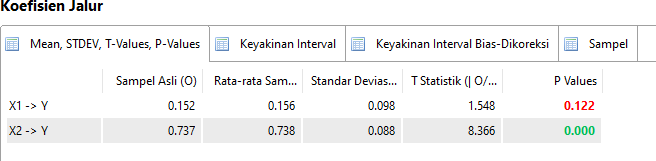 Koefisien Jalur
Mean, STDEV, T-Values, P-Values Keyakinan Interval Keyakinan Interval Bias-Dikoreksi Sampel
Sampel Asli (O) Rata-rata Sam... Standar Devias... T Statistik (| O/... P Values
X1 -> Y 0.152 0.156 0.098 1.548 0.122
X2 -> Y 0.737 0.738 0.088 8.366 0.000